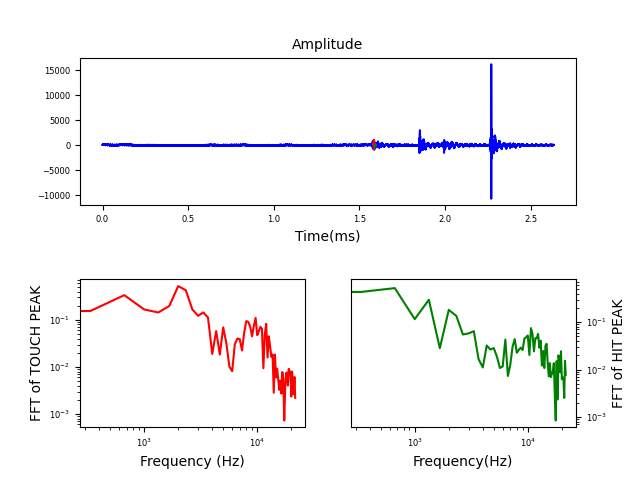 Amplitude
15000
10000
5000
0
−5000
−10000
0.0 0.5 1.0 1.5 2.0 2.5
Time(ms)
FFT of TOUCH PEAK
10⁻¹
10⁻²
10⁻³
10³ 10⁴
Frequency (Hz)
10⁻¹
10⁻²
10⁻³
FFT of HIT PEAK
10³ 10⁴
Frequency(Hz)